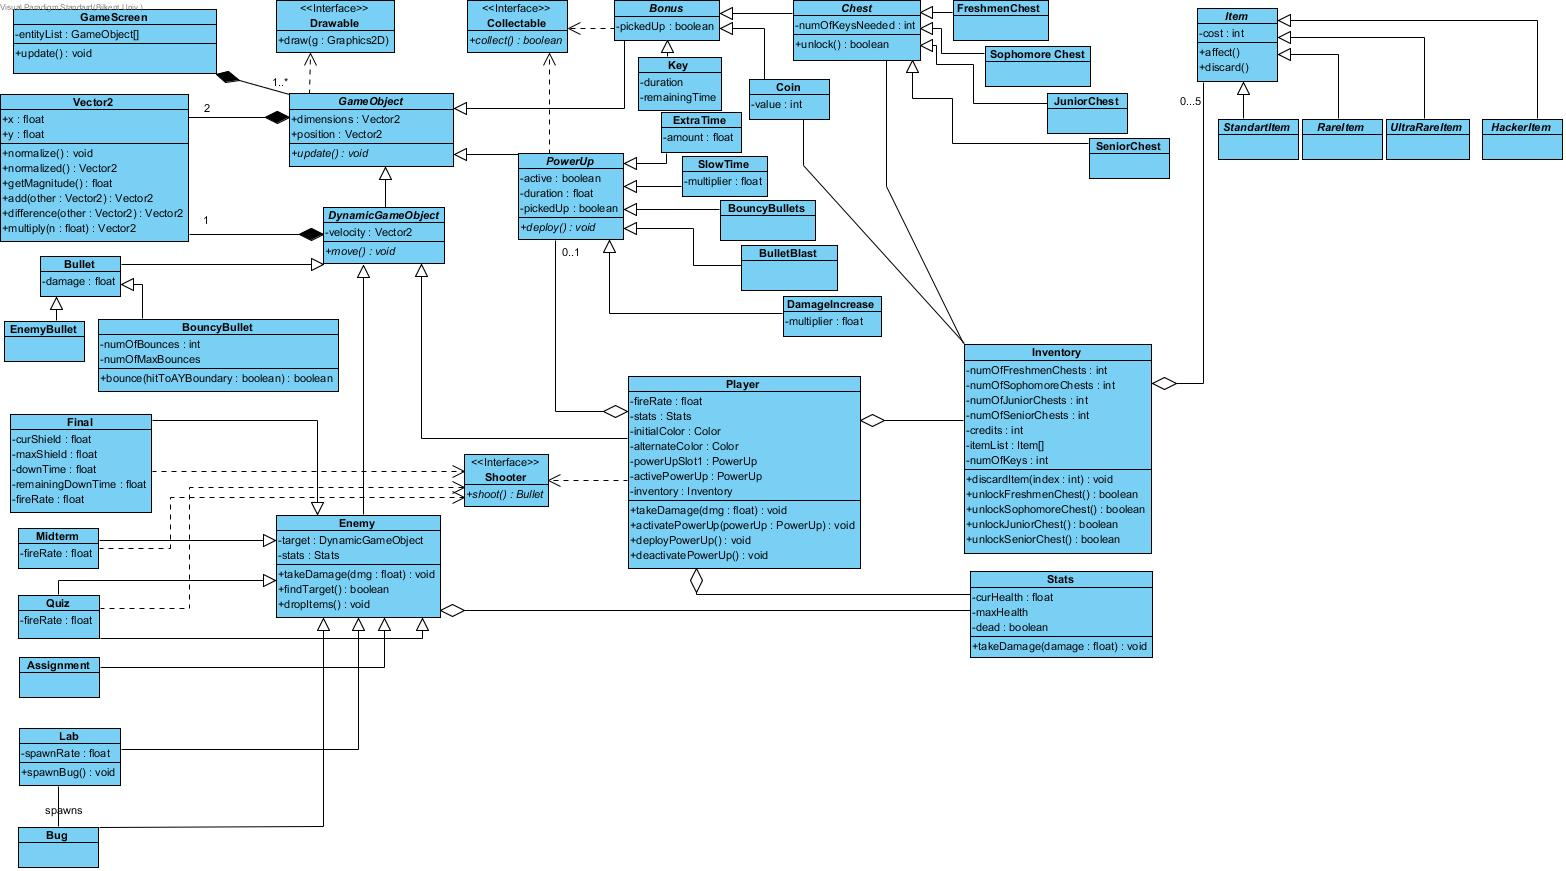 Visual Paradigm Standard(Bilkent Univ.)
GameScreen
-entityList : GameObject[]
+update() : void
<<Interface>>
Drawable
+draw(g : Graphics2D)
<<Interface>>
Collectable
+collect() : boolean
Bonus
-pickedUp : boolean
Chest
-numOfKeysNeeded : int
+unlock() : boolean
FreshmenChest
Sophomore Chest
JuniorChest
SeniorChest
Item
-cost : int
+affect()
+discard()
0...5
StandartItem
RareItem
UltraRareItem
HackerItem
Key
-duration
-remainingTime
Coin
-value : int
1..*
Vector2
+x : float
+y : float
+normalize() : void
+normalized() : Vector2
+getMagnitude() : float
+add(other : Vector2) : Vector2
+difference(other : Vector2) : Vector2
+multiply(n : float) : Vector2
2
1
GameObject
+dimensions : Vector2
+position : Vector2
+update() : void
ExtraTime
-amount : float
PowerUp
-active : boolean
-duration : float
-pickedUp : boolean
+deploy() : void
0..1
SlowTime
-multiplier : float
BouncyBullets
BulletBlast
DamageIncrease
-multiplier : float
DynamicGameObject
-velocity : Vector2
+move() : void
Bullet
-damage : float
EnemyBullet
BouncyBullet
-numOfBounces : int
-numOfMaxBounces
+bounce(hitToAYBoundary : boolean) : boolean
Inventory
-numOfFreshmenChests : int
-numOfSophomoreChests : int
-numOfJuniorChests : int
-numOfSeniorChests : int
-credits : int
-itemList : Item[]
-numOfKeys : int
+discardItem(index : int) : void
+unlockFreshmenChest() : boolean
+unlockSophomoreChest() : boolean
+unlockJuniorChest() : boolean
+unlockSeniorChest() : boolean
Player
-fireRate : float
-stats : Stats
-initialColor : Color
-alternateColor : Color
-powerUpSlot1 : PowerUp
-activePowerUp : PowerUp
-inventory : Inventory
+takeDamage(dmg : float) : void
+activatePowerUp(powerUp : PowerUp) : void
+deployPowerUp() : void
+deactivatePowerUp() : void
Final
-curShield : float
-maxShield : float
-downTime : float
-remainingDownTime : float
-fireRate : float
<<Interface>>
Shooter
+shoot() : Bullet
Midterm
-fireRate : float
Enemy
-target : DynamicGameObject
-stats : Stats
+takeDamage(dmg : float) : void
+findTarget() : boolean
+dropItems() : void
Quiz
-fireRate : float
Stats
-curHealth : float
-maxHealth
-dead : boolean
+takeDamage(damage : float) : void
Assignment
Lab
-spawnRate : float
+spawnBug() : void
spawns
Bug